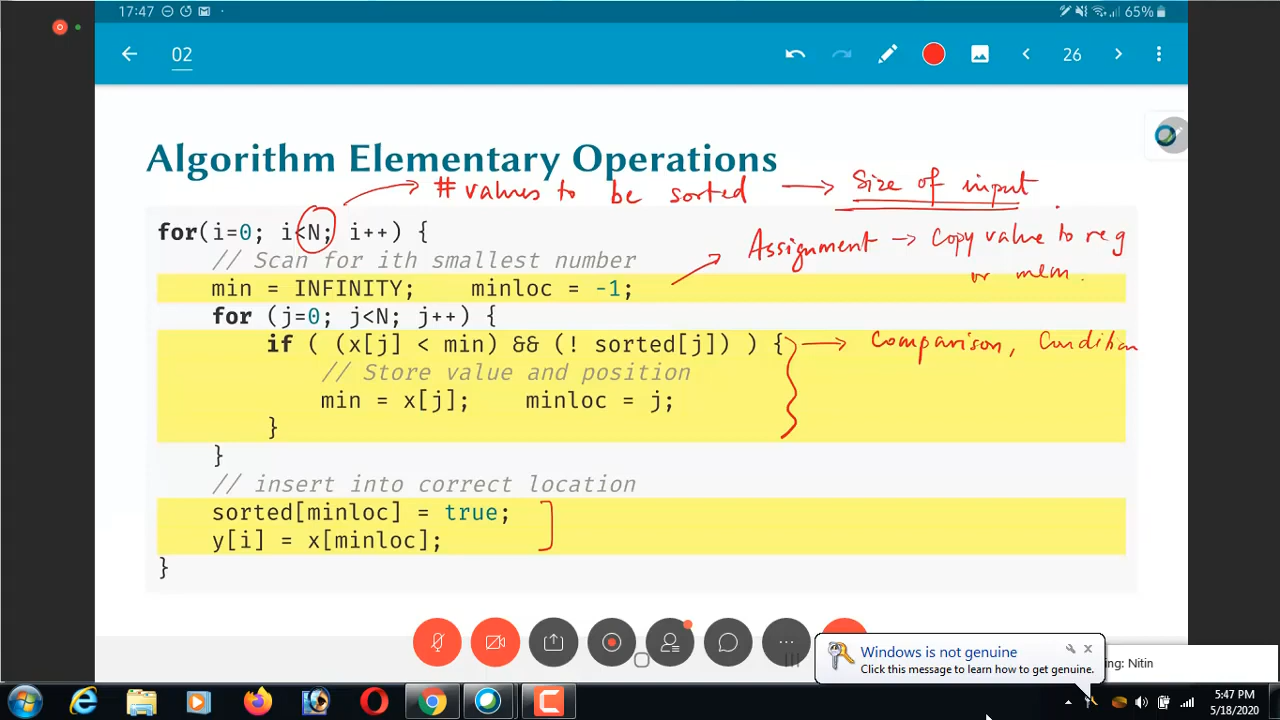 17:47
65%
02
26
Algorithm Elementary Operations
# values to be sorted → Size of input
for(i=0; i<N; i++) {
// Scan for ith smallest number
Assignment → Copy value to reg
or mem.
min = INFINITY; minloc = -1;
for (j=0; j<N; j++) {
if ( (x[j] < min) && (! sorted[j]) ) { → Comparison, Condition
// Store value and position
min = x[j]; minloc = j;
}
}
// insert into correct location
sorted[minloc] = true;
y[i] = x[minloc];
}
Windows is not genuine
Click this message to learn how to get genuine.
ng: Nitin
5:47 PM
5/18/2020